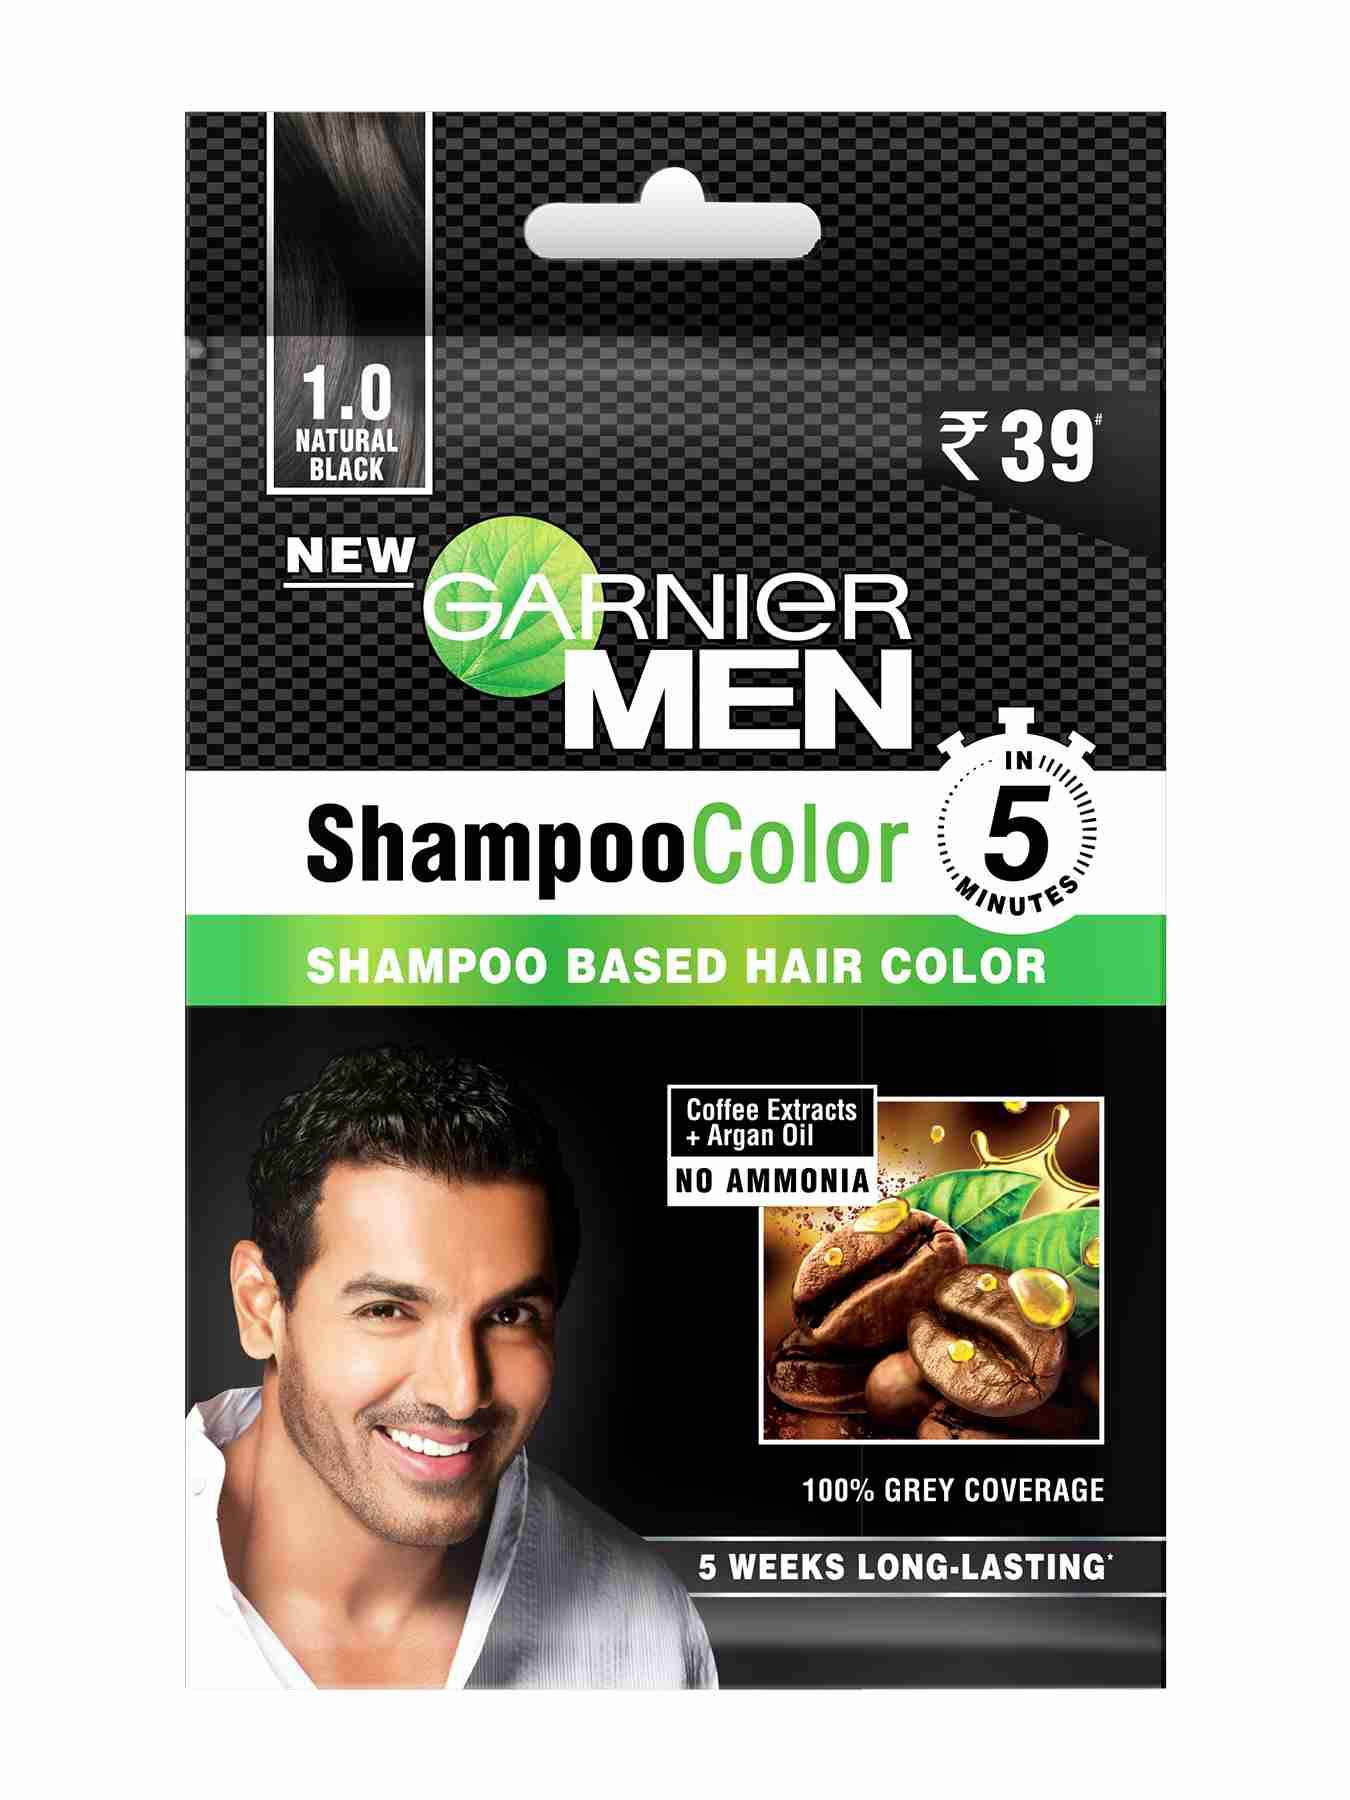 1.0
NATURAL
BLACK
₹ 39#
NEW
GARNIER
MEN
ShampooColor
IN
5
MINUTES
SHAMPOO BASED HAIR COLOR
Coffee Extracts
+ Argan Oil
NO AMMONIA
100% GREY COVERAGE
5 WEEKS LONG-LASTING*